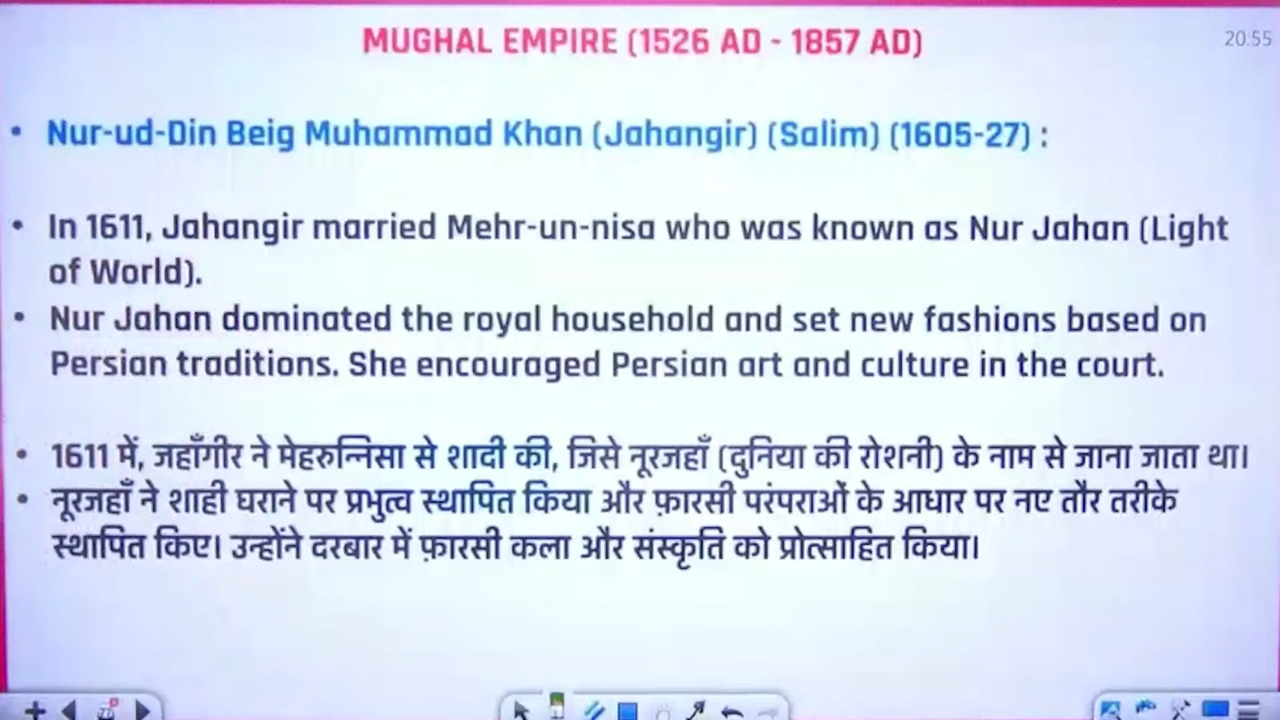 MUGHAL EMPIRE (1526 AD - 1857 AD)
20:55
• Nur-ud-Din Beig Muhammad Khan (Jahangir) (Salim) (1605-27) :
• In 1611, Jahangir married Mehr-un-nisa who was known as Nur Jahan (Light
of World).
• Nur Jahan dominated the royal household and set new fashions based on
Persian traditions. She encouraged Persian art and culture in the court.
• 1611 में, जहाँगीर ने मेहरुन्निसा से शादी की, जिसे नूरजहाँ (दुनिया की रोशनी) के नाम से जाना जाता था।
• नूरजहाँ ने शाही घराने पर प्रभुत्व स्थापित किया और फ़ारसी परंपराओं के आधार पर नए तौर तरीके
स्थापित किए। उन्होंने दरबार में फ़ारसी कला और संस्कृति को प्रोत्साहित किया।